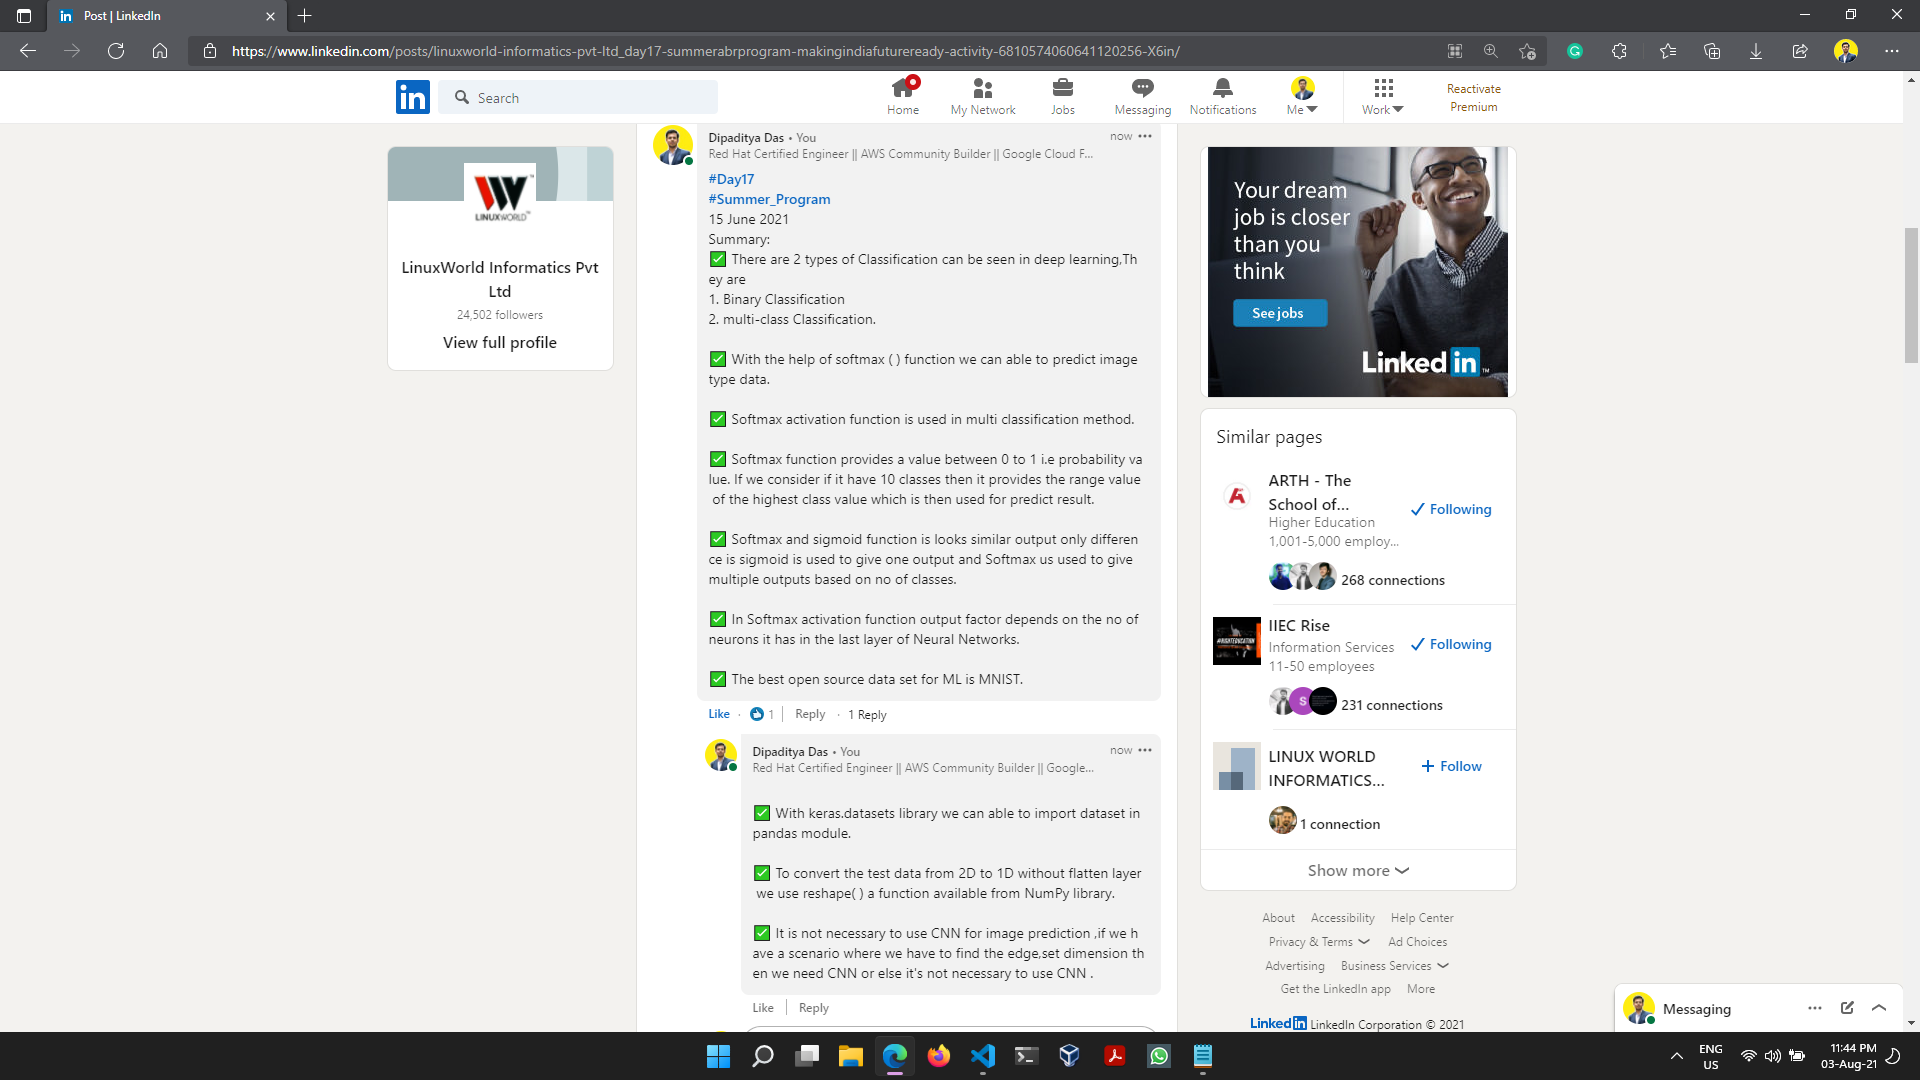 Post | LinkedIn
https://www.linkedin.com/posts/linuxworld-informatics-pvt-ltd_day17-summerabrprogram-makingindiafutureready-activity-6810574060641120256-X6in/
in
Search
Home
My Network
Jobs
Messaging
Notifications
Me
Work
Reactivate
Premium
LINUXWORLD
LinuxWorld Informatics Pvt
Ltd
24,502 followers
View full profile
Dipaditya Das • You
now
Red Hat Certified Engineer || AWS Community Builder || Google Cloud F...
#Day17
#Summer_Program
15 June 2021
Summary:
✅ There are 2 types of Classification can be seen in deep learning,Th
ey are
1. Binary Classification
2. multi-class Classification.
✅ With the help of softmax ( ) function we can able to predict image
type data.
✅ Softmax activation function is used in multi classification method.
✅ Softmax function provides a value between 0 to 1 i.e probability va
lue. If we consider if it have 10 classes then it provides the range value
of the highest class value which is then used for predict result.
✅ Softmax and sigmoid function is looks similar output only differen
ce is sigmoid is used to give one output and Softmax us used to give
multiple outputs based on no of classes.
✅ In Softmax activation function output factor depends on the no of
neurons it has in the last layer of Neural Networks.
✅ The best open source data set for ML is MNIST.
Like · 1 | Reply · 1 Reply
Dipaditya Das • You
now
Red Hat Certified Engineer || AWS Community Builder || Google...
✅ With keras.datasets library we can able to import dataset in
pandas module.
✅ To convert the test data from 2D to 1D without flatten layer
we use reshape( ) a function available from NumPy library.
✅ It is not necessary to use CNN for image prediction ,if we h
ave a scenario where we have to find the edge,set dimension th
en we need CNN or else it's not necessary to use CNN .
Like | Reply
Your dream
job is closer
than you
think
See jobs
Linked in
Similar pages
ARTH - The
School of...
Higher Education
1,001-5,000 employ...
Following
268 connections
IIEC Rise
Information Services
11-50 employees
Following
S
231 connections
LINUX WORLD
INFORMATICS...
Follow
1 connection
Show more
About Accessibility Help Center
Privacy & Terms Ad Choices
Advertising Business Services
Get the LinkedIn app More
Linked in LinkedIn Corporation © 2021
Messaging
ENG
US
11:44 PM
03-Aug-21